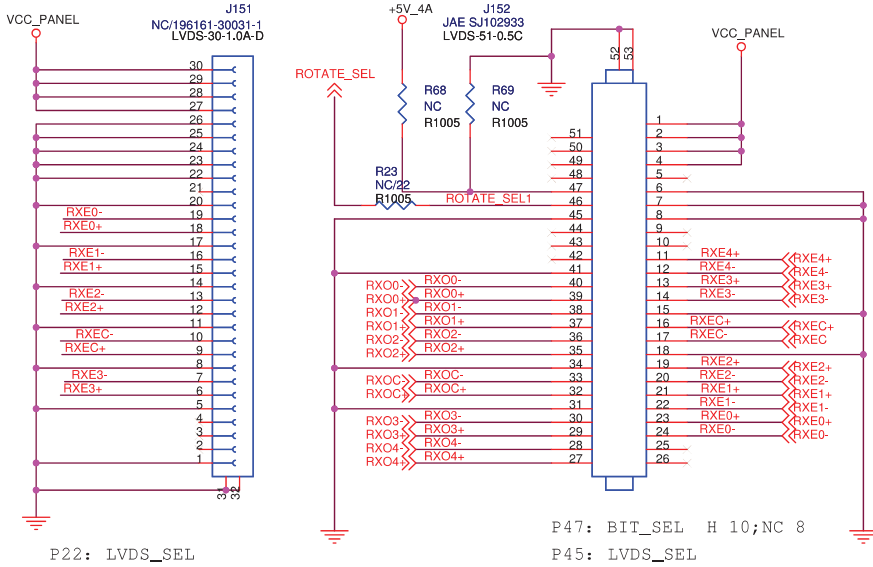 VCC_PANEL
J151
NC/196161-30031-1
LVDS-30-1.0A-D
30
29
28
27
26
25
24
23
22
21
20
19
18
17
16
15
14
13
12
11
10
9
8
7
6
5
4
3
2
1
31
32
RXE0-
RXE0+
RXE1-
RXE1+
RXE2-
RXE2+
RXEC-
RXEC+
RXE3-
RXE3+
P22: LVDS_SEL
+5V_4A
J152
JAE SJ102933
LVDS-51-0.5C
ROTATE_SEL
R68
NC
R1005
R69
NC
R1005
R23
NC/22
R1005
ROTATE_SEL1
52
53
VCC_PANEL
51
50
49
48
47
46
45
44
43
42
41
40
39
38
37
36
35
34
33
32
31
30
29
28
27
RXO0- RXO0-
RXO0+ RXO0+
RXO1- RXO1-
RXO1+ RXO1+
RXO2- RXO2-
RXO2+ RXO2+
RXOC- RXOC-
RXOC+ RXOC+
RXO3- RXO3-
RXO3+ RXO3+
RXO4- RXO4-
RXO4+ RXO4+
1
2
3
4
5
6
7
8
9
10
11 RXE4+ RXE4+
12 RXE4- RXE4-
13 RXE3+ RXE3+
14 RXE3- RXE3-
15
16 RXEC+ RXEC+
17 RXEC- RXEC
18
19 RXE2+ RXE2+
20 RXE2- RXE2-
21 RXE1+ RXE1+
22 RXE1- RXE1-
23 RXE0+ RXE0+
24 RXE0- RXE0-
25
26
P47: BIT_SEL H 10;NC 8
P45: LVDS_SEL